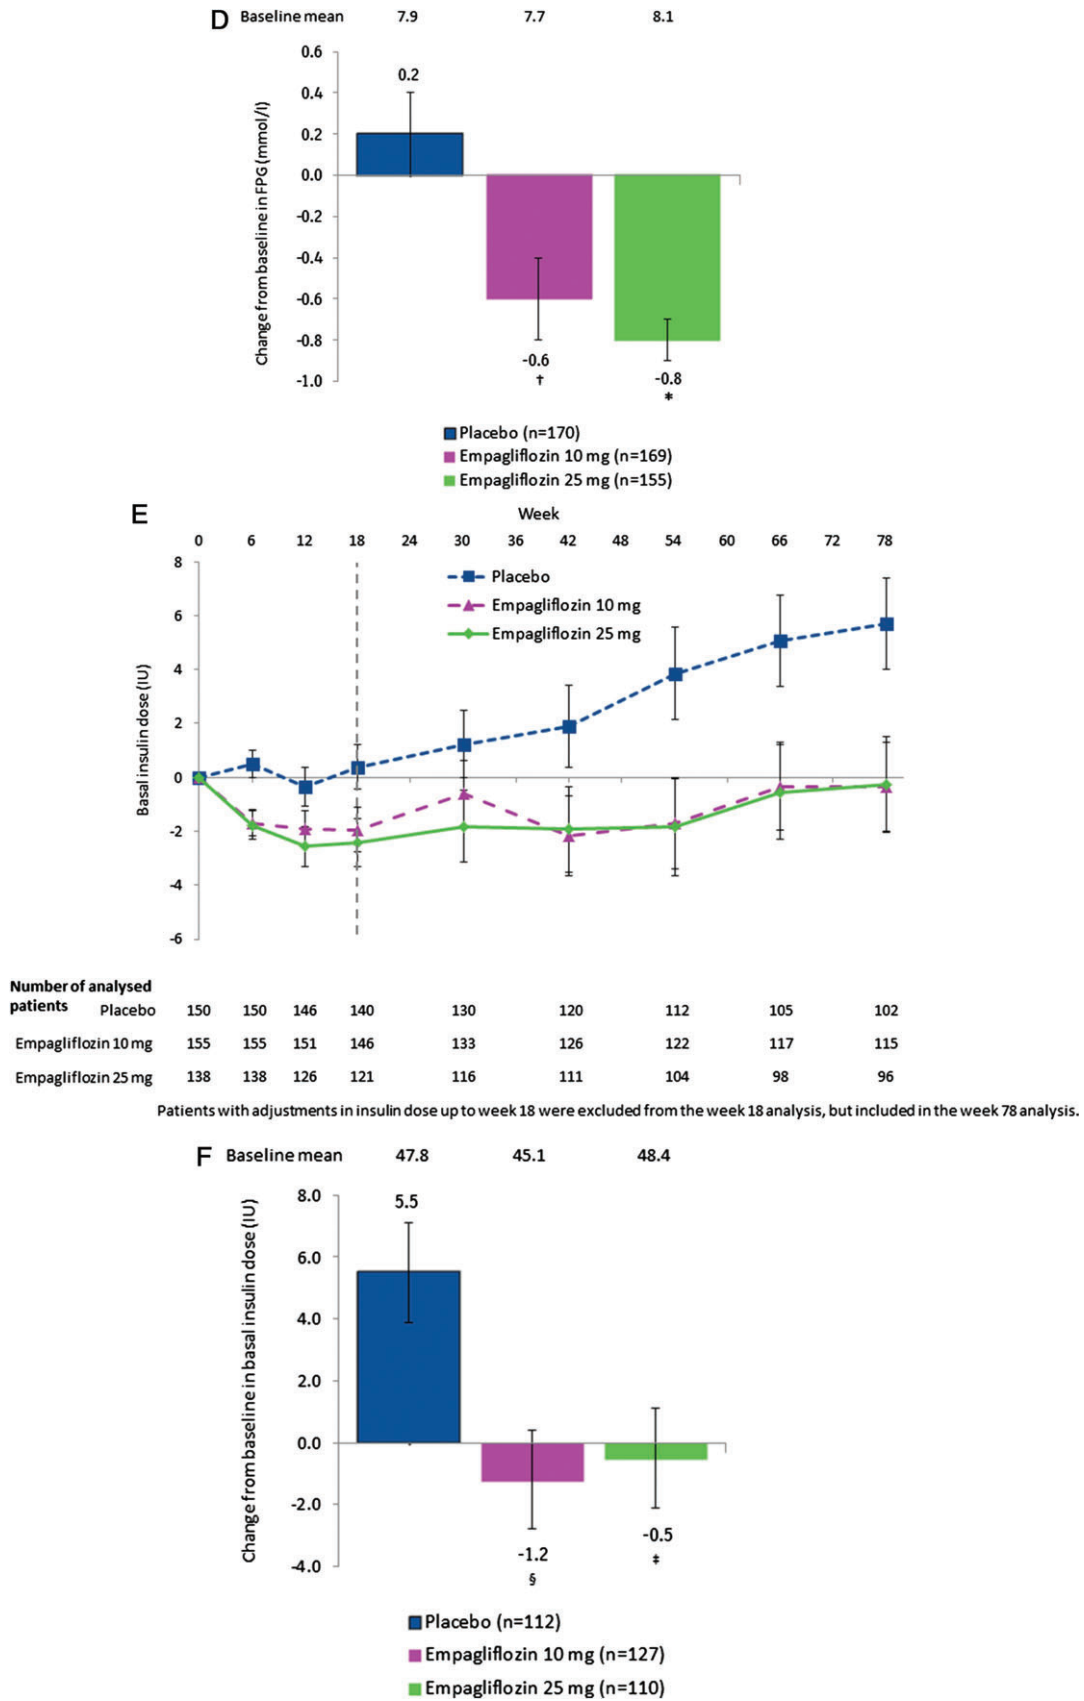 D Baseline mean 7.9 7.7 8.1
Change from baseline in FPG (mmol/l)
0.6
0.4
0.2
0.0
-0.2
-0.4
-0.6
-0.8
-1.0
0.2
-0.6
†
-0.8
*
Placebo (n=170)
Empagliflozin 10 mg (n=169)
Empagliflozin 25 mg (n=155)
E
Week
0 6 12 18 24 30 36 42 48 54 60 66 72 78
Basal insulin dose (IU)
8
6
4
2
0
-2
-4
-6
Placebo
Empagliflozin 10 mg
Empagliflozin 25 mg
Number of analysed
patients
Placebo 150 150 146 140 130 120 112 105 102
Empagliflozin 10 mg 155 155 151 146 133 126 122 117 115
Empagliflozin 25 mg 138 138 126 121 116 111 104 98 96
Patients with adjustments in insulin dose up to week 18 were excluded from the week 18 analysis, but included in the week 78 analysis.
F Baseline mean 47.8 45.1 48.4
Change from baseline in basal insulin dose (IU)
8.0
6.0
4.0
2.0
0.0
-2.0
-4.0
5.5
-1.2
§
-0.5
‡
Placebo (n=112)
Empagliflozin 10 mg (n=127)
Empagliflozin 25 mg (n=110)